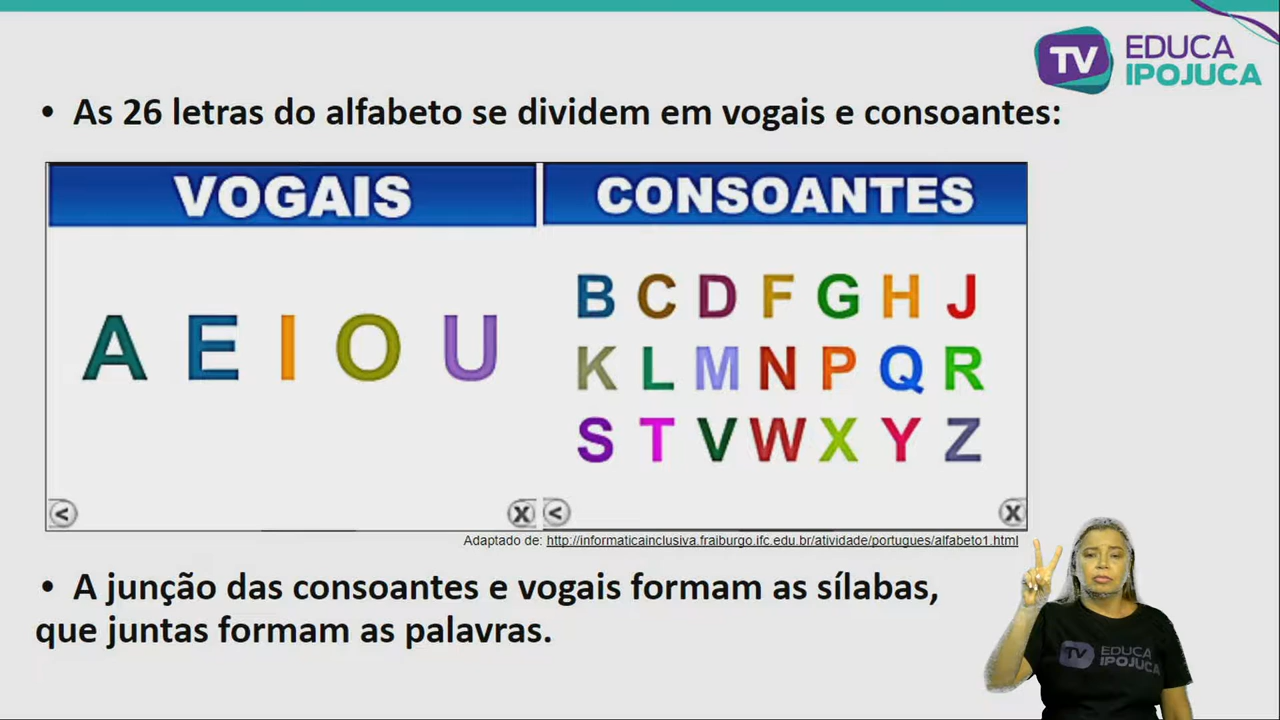 TV EDUCA
IPOJUCA
• As 26 letras do alfabeto se dividem em vogais e consoantes:
VOGAIS
A E I O U
CONSOANTES
B C D F G H J
K L M N P Q R
S T V W X Y Z
< X < X
Adaptado de: http://informaticainclusiva.fraiburgo.ifc.edu.br/atividade/portugues/alfabeto1.html
• A junção das consoantes e vogais formam as sílabas,
que juntas formam as palavras.
TV EDUCA
IPOJUCA